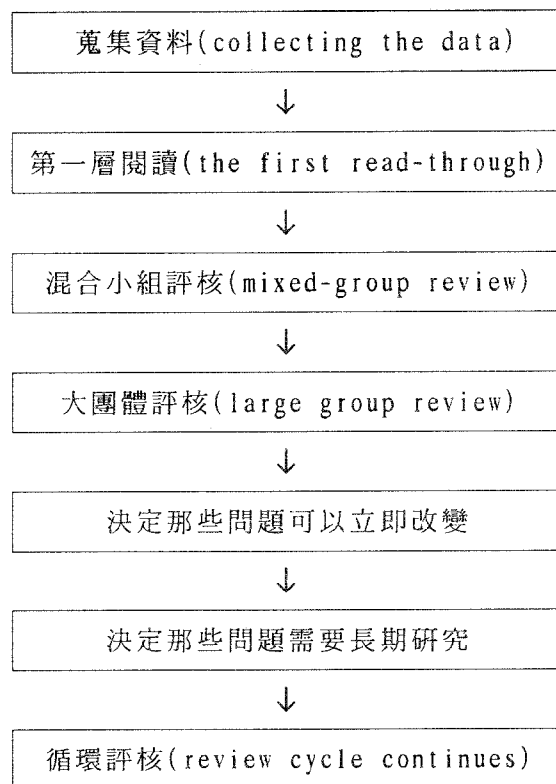 蒐集資料(collecting the data)
↓
第一層閱讀(the first read-through)
↓
混合小組評核(mixed-group review)
↓
大團體評核(large group review)
↓
決定那些問題可以立即改變
↓
決定那些問題需要長期研究
↓
循環評核(review cycle continues)